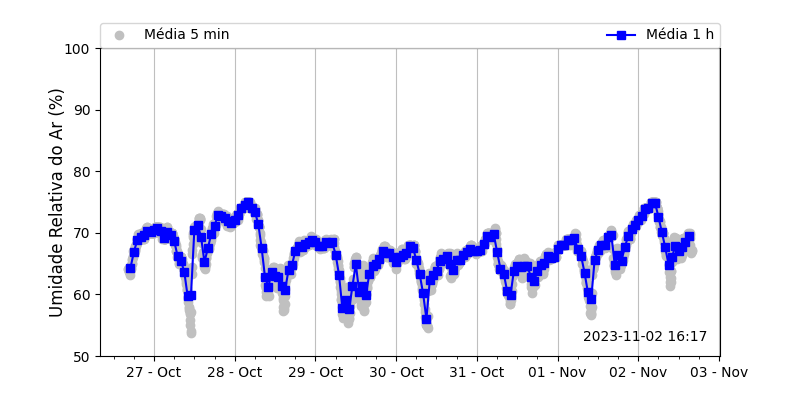 Média 5 min
Média 1 h
Umidade Relativa do Ar (%)
100
90
80
70
60
50
2023-11-02 16:17
27 - Oct
28 - Oct
29 - Oct
30 - Oct
31 - Oct
01 - Nov
02 - Nov
03 - Nov